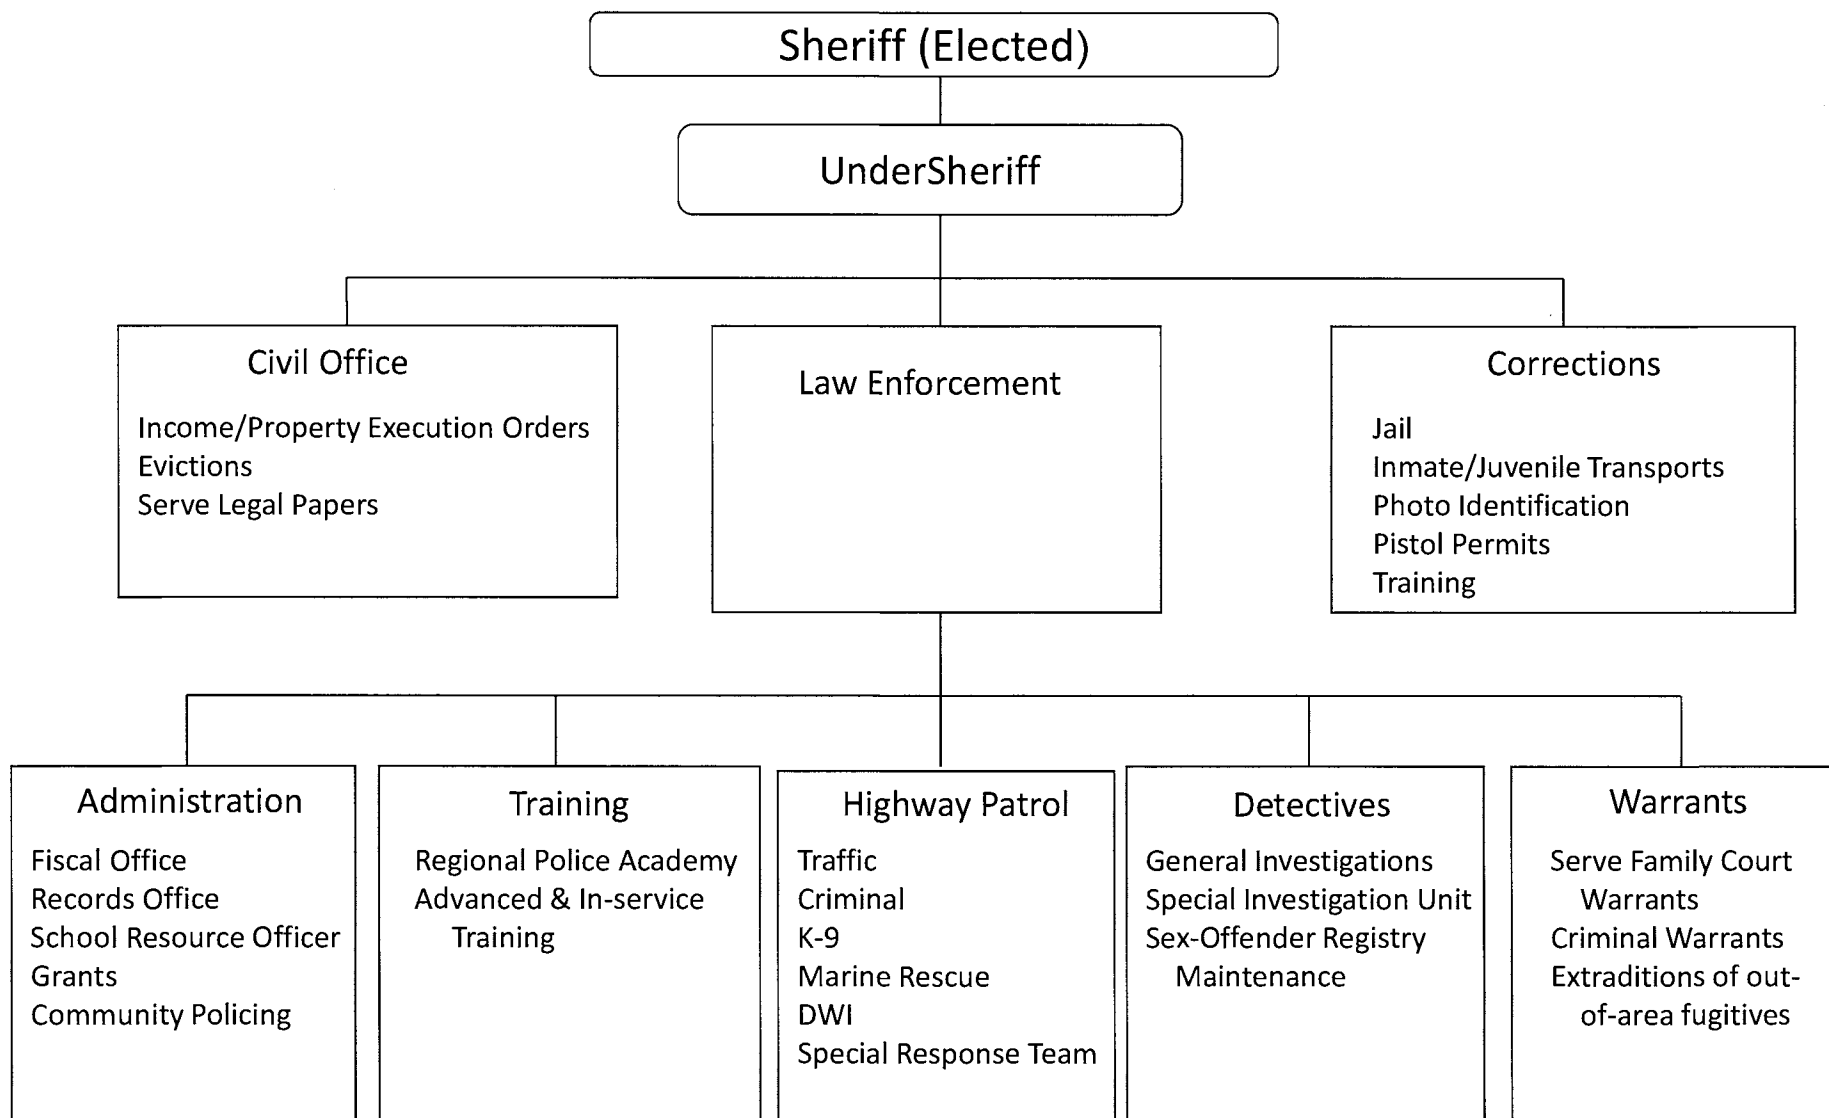 Sheriff (Elected)
UnderSheriff
Civil Office
Income/Property Execution Orders
Evictions
Serve Legal Papers
Law Enforcement
Corrections
Jail
Inmate/Juvenile Transports
Photo Identification
Pistol Permits
Training
Administration
Fiscal Office
Records Office
School Resource Officer
Grants
Community Policing
Training
Regional Police Academy
Advanced & In-service
Training
Highway Patrol
Traffic
Criminal
K-9
Marine Rescue
DWI
Special Response Team
Detectives
General Investigations
Special Investigation Unit
Sex-Offender Registry
Maintenance
Warrants
Serve Family Court
Warrants
Criminal Warrants
Extraditions of out-
of-area fugitives